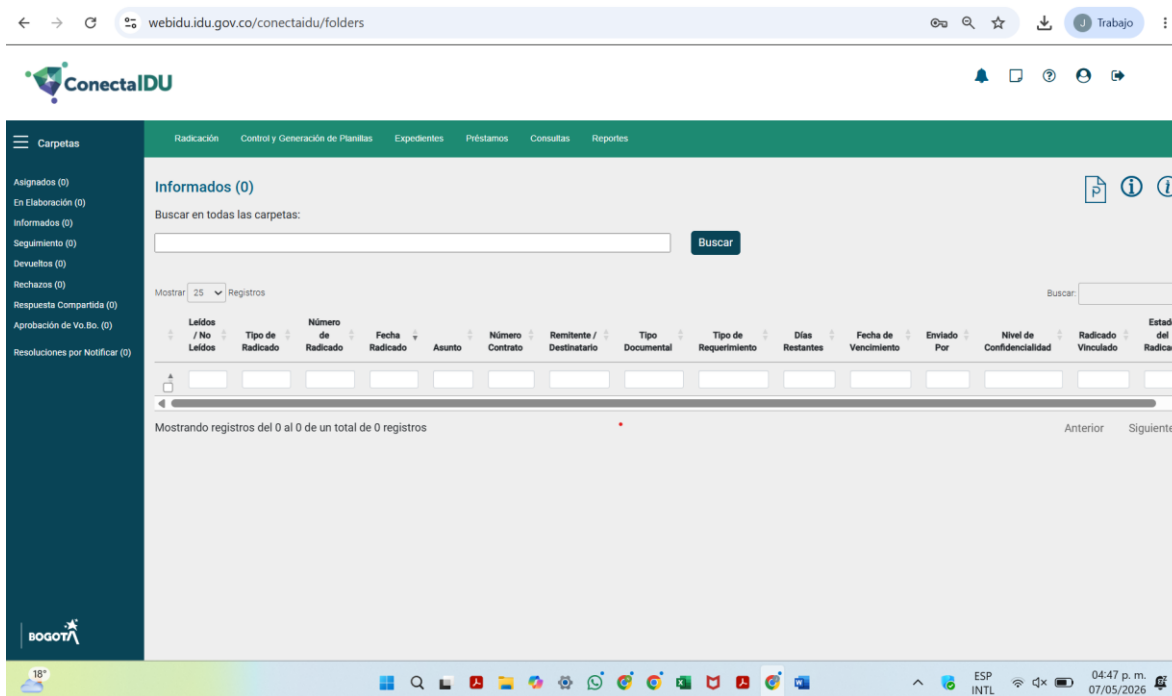 webidu.idu.gov.co/conectaidu/folders
J Trabajo
ConectaIDU
Carpetas
Radicación Control y Generación de Planillas Expedientes Préstamos Consultas Reportes
Asignados (0)
En Elaboración (0)
Informados (0)
Seguimiento (0)
Devueltos (0)
Rechazos (0)
Respuesta Compartida (0)
Aprobación de Vo.Bo. (0)
Resoluciones por Notificar (0)
Informados (0)
Buscar en todas las carpetas:
Buscar
Mostrar 25 Registros
Buscar:
Leídos / No Leídos
Tipo de Radicado
Número de Radicado
Fecha Radicado
Asunto
Número Contrato
Remitente / Destinatario
Tipo Documental
Tipo de Requerimiento
Días Restantes
Fecha de Vencimiento
Enviado Por
Nivel de Confidencialidad
Radicado Vinculado
del
Mostrando registros del 0 al 0 de un total de 0 registros
Anterior Siguiente
BOGOTÁ
18°
ESP
INTL
04:47 p. m.
07/05/2026